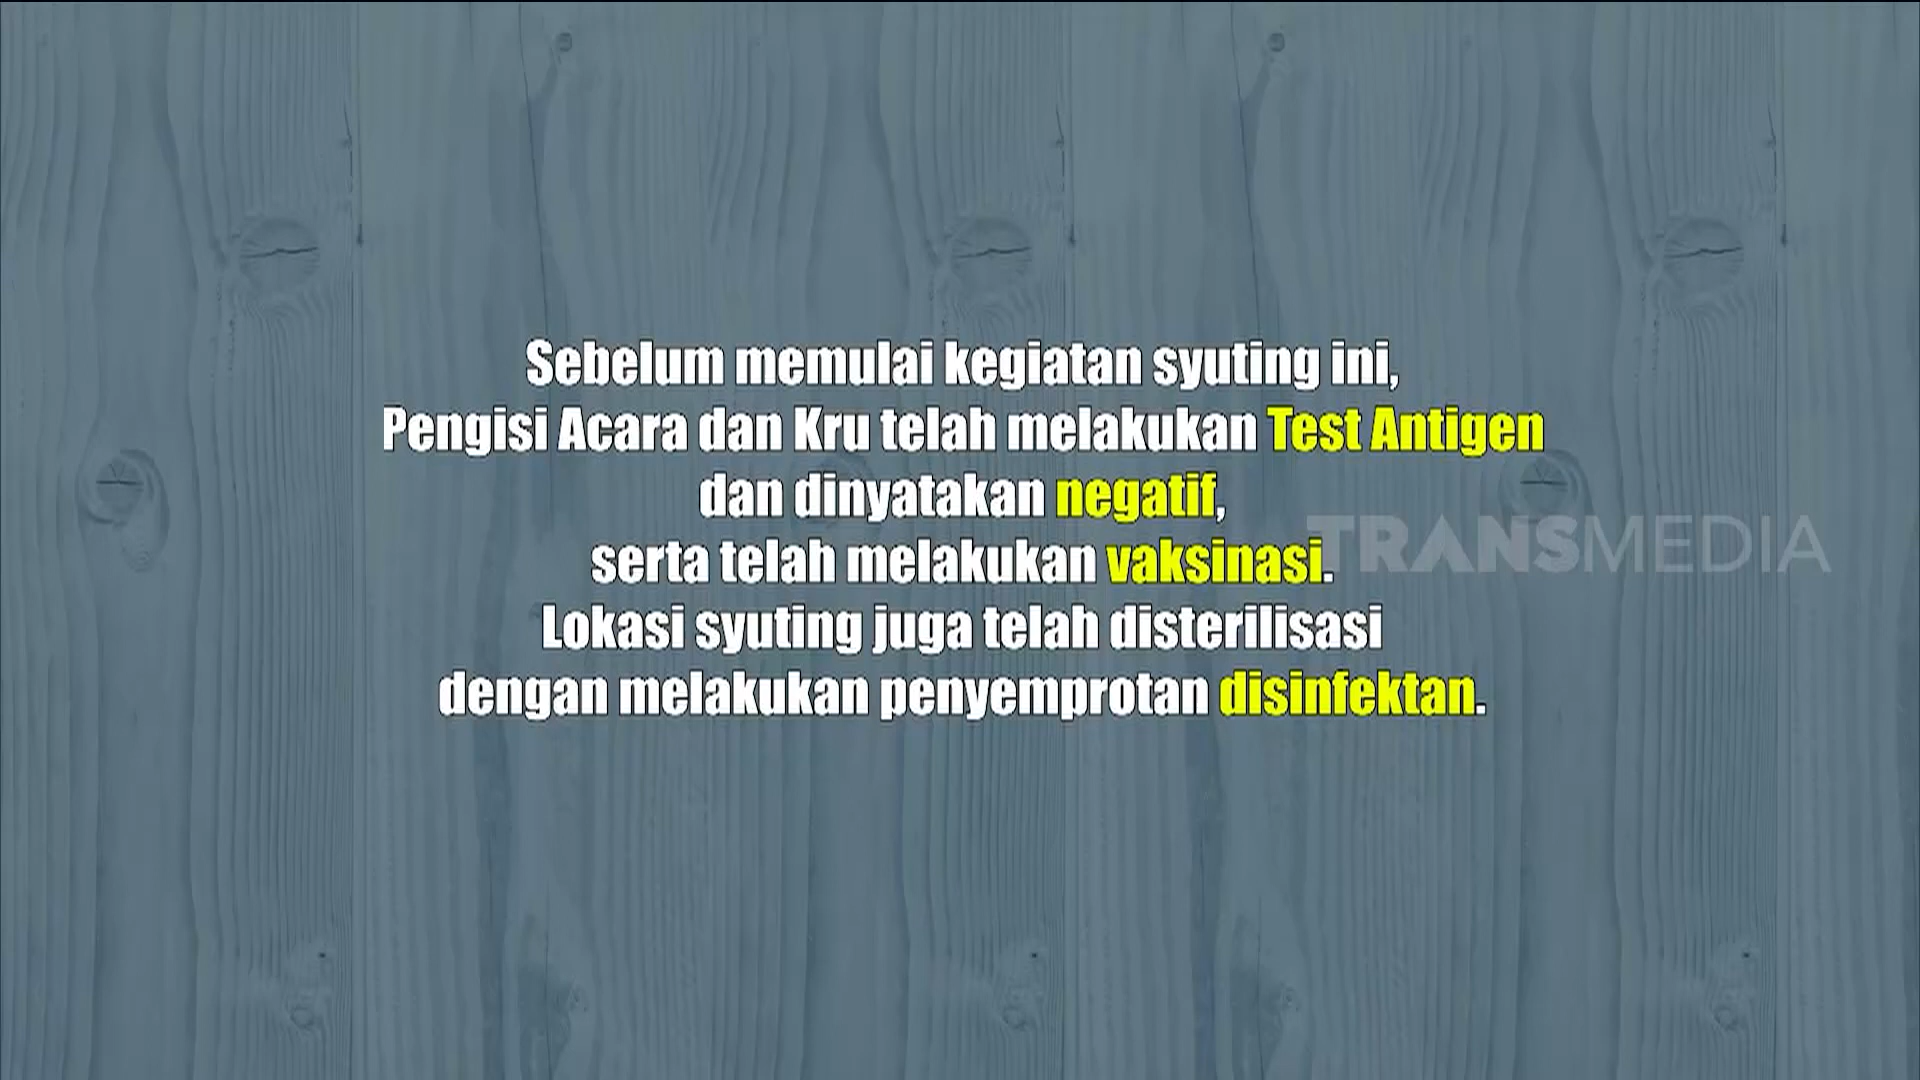 Sebelum memulai kegiatan syuting ini,
Pengisi Acara dan Kru telah melakukan Test Antigen
dan dinyatakan negatif,
serta telah melakukan vaksinasi.
Lokasi syuting juga telah disterilisasi
dengan melakukan penyemprotan disinfektan.
TRANSMEDIA